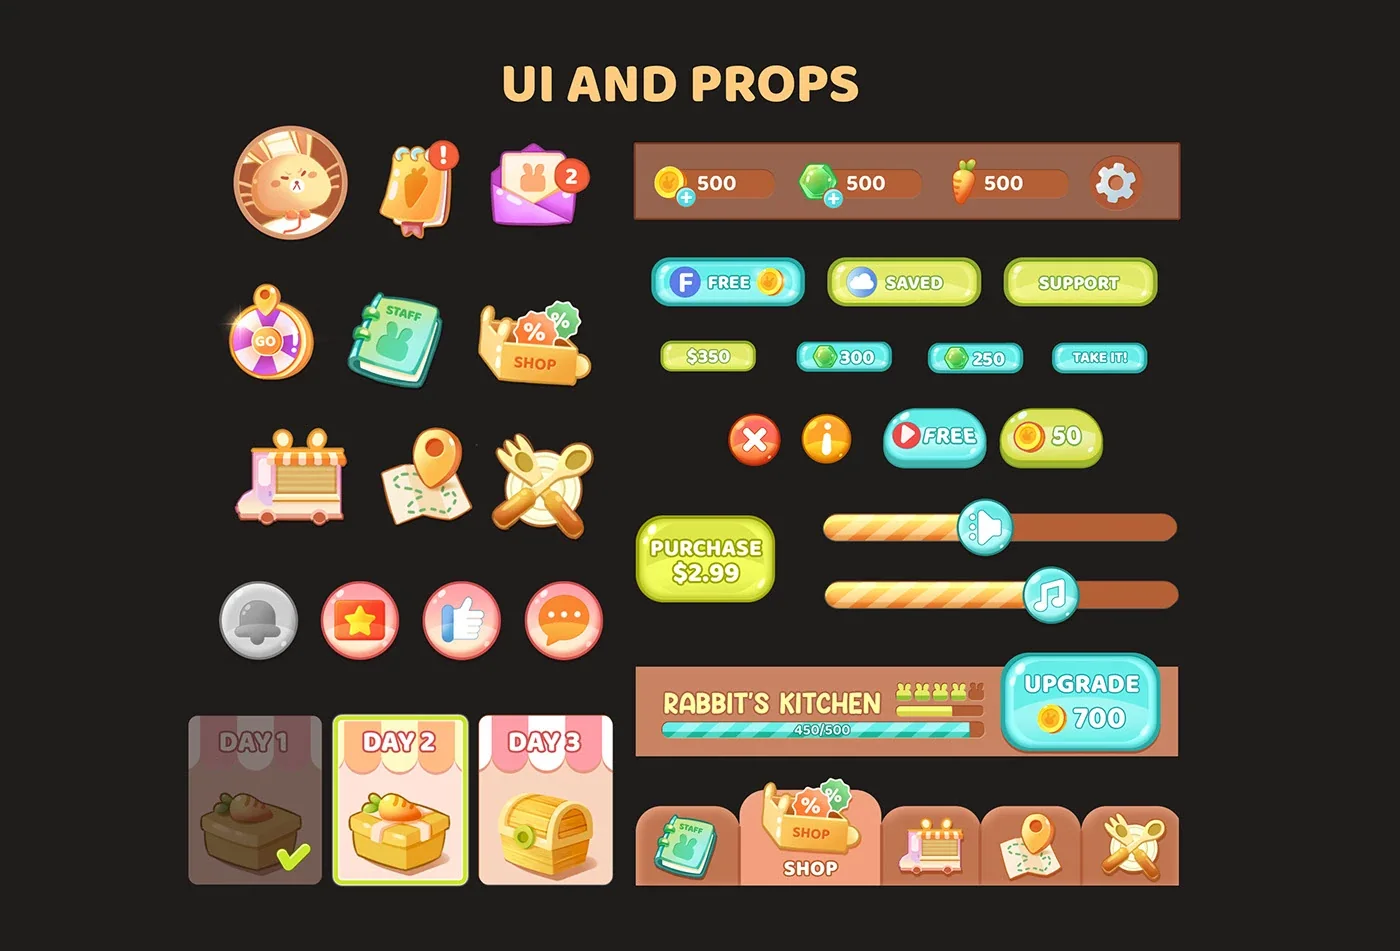 UI AND PROPS
!
2
500
500
500
GO
STAFF
%
%
SHOP
F FREE
SAVED
SUPPORT
$350
300
250
TAKE IT!
i
FREE
50
PURCHASE
$2.99
RABBIT'S KITCHEN
450/500
UPGRADE
700
DAY 1
DAY 2
DAY 3
STAFF
%
%
SHOP
SHOP